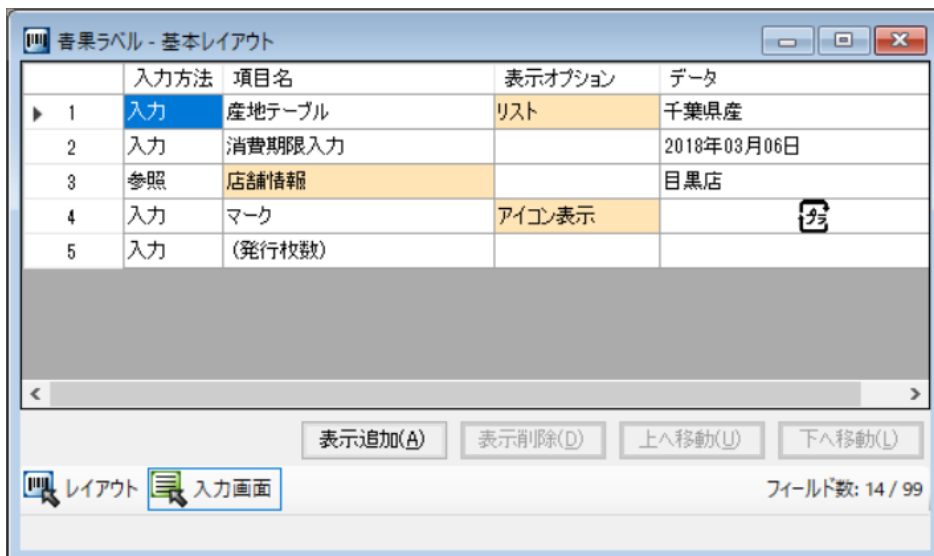 青果ラベル - 基本レイアウト
入力方法 項目名 表示オプション データ
1 入力 産地テーブル リスト 千葉県産
2 入力 消費期限入力 2018年03月06日
3 参照 店舗情報 目黒店
4 入力 マーク アイコン表示 プラ
5 入力 (発行枚数)
表示追加(A) 表示削除(D) 上へ移動(U) 下へ移動(L)
レイアウト 入力画面 フィールド数: 14 / 99